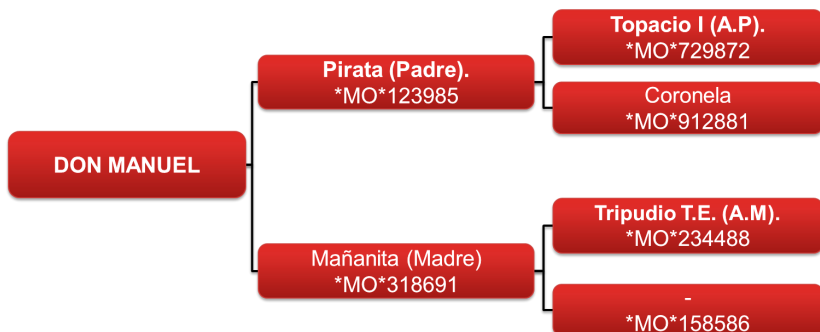 DON MANUEL
Pirata (Padre).
*MO*123985
Topacio I (A.P).
*MO*729872
Coronela
*MO*912881
Mañanita (Madre)
*MO*318691
Tripudio T.E. (A.M).
*MO*234488
-
*MO*158586